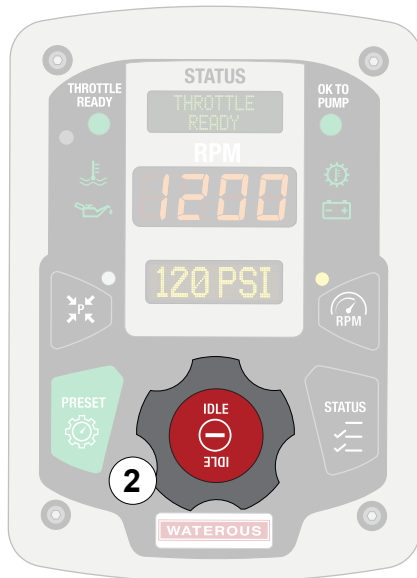 STATUS
THROTTLE
READY
THROTTLE
READY
OK TO
PUMP
RPM
1200
120 PSI
P
RPM
PRESET
IDLE
IDLE
STATUS
2
WATEROUS